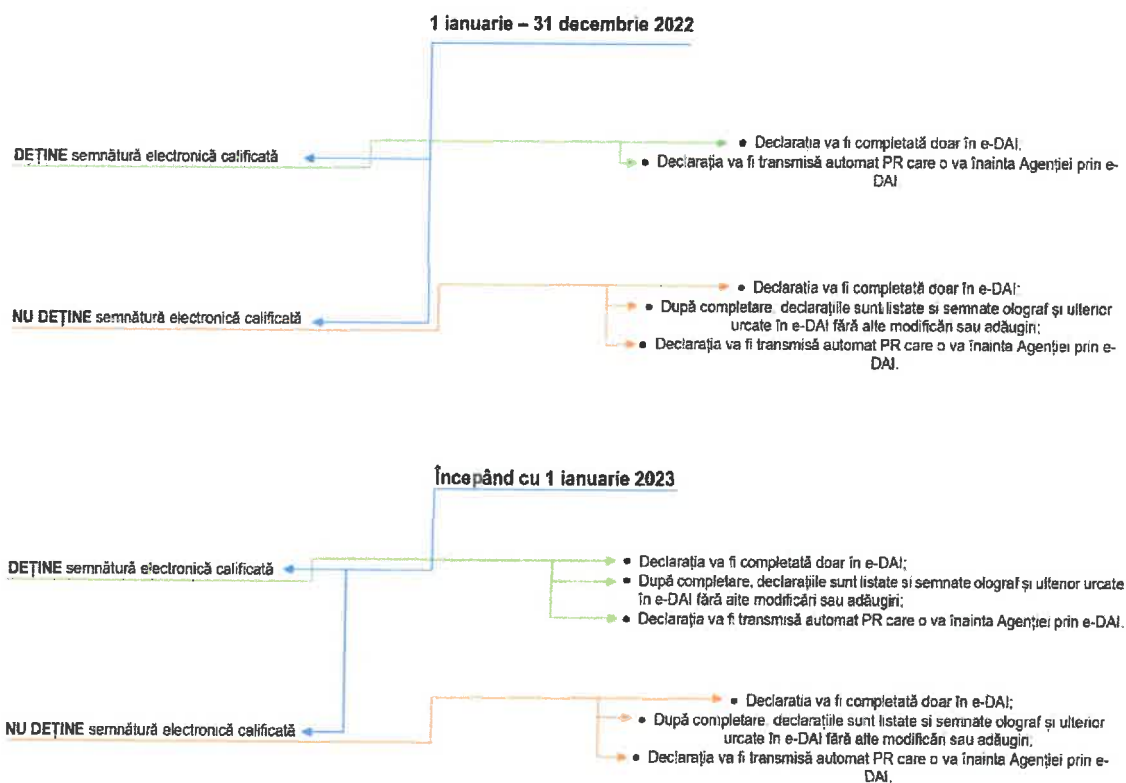 1 ianuarie – 31 decembrie 2022
DEȚINE semnătură electronică calificată
• Declarația va fi completată doar în e-DAI.
• Declarația va fi transmisă automat PR care o va înainta Agenției prin e-
DAI
NU DEȚINE semnătură electronică calificată
• Declaratia va fi completată doar în e-DAI:
• După completare, declarațiile sunt listate si semnate olograf și ulterior
urcate în e-DAI fără alte modificări sau adăugiri;
• Declarația va fi transmisă automat PR care o va înainta Agenției prin e-
DAI.
Începând cu 1 ianuarie 2023
DEȚINE semnătură electronică calificată
• Declarația va fi completată doar în e-DAI;
• După completare, declarațiile sunt listate si semnate olograf și ulterior urcate
în e-DAI fără alte modificări sau adăugiri;
• Declarația va fi transmisă automat PR care o va înainta Agenției prin e-DAI.
NU DEȚINE semnătură electronică calificată
• Declaratia va fi completată doar în e-DAI;
• După completare, declarațiile sunt listate si semnate olograf și ulterior
urcate în e-DAI fără alte modificări sau adăugiri;
• Declarația va fi transmisă automat PR care o va înainta Agenției prin e-
DAI.